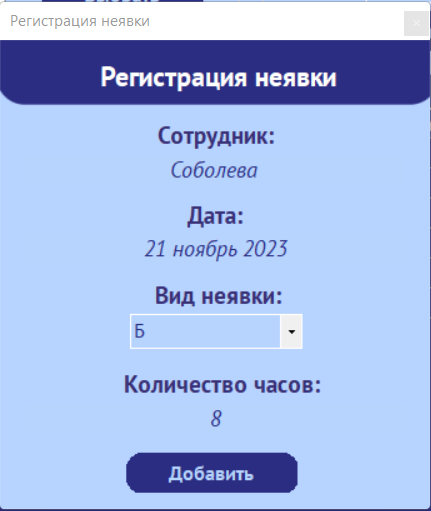 Регистрация неявки
Регистрация неявки
Сотрудник:
Соболева
Дата:
21 ноябрь 2023
Вид неявки:
Б
Количество часов:
8
Добавить